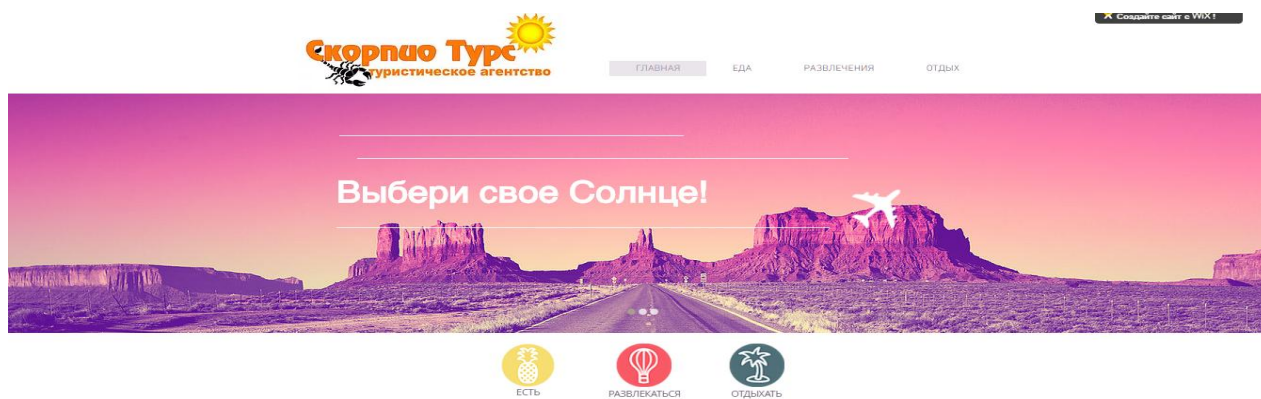 Создайте сайт с WiX!
Скорпио Турс
туристическое агентство
ГЛАВНАЯ ЕДА РАЗВЛЕЧЕНИЯ ОТДЫХ
Выбери свое Солнце!
ЕСТЬ РАЗВЛЕКАТЬСЯ ОТДЫХАТЬ